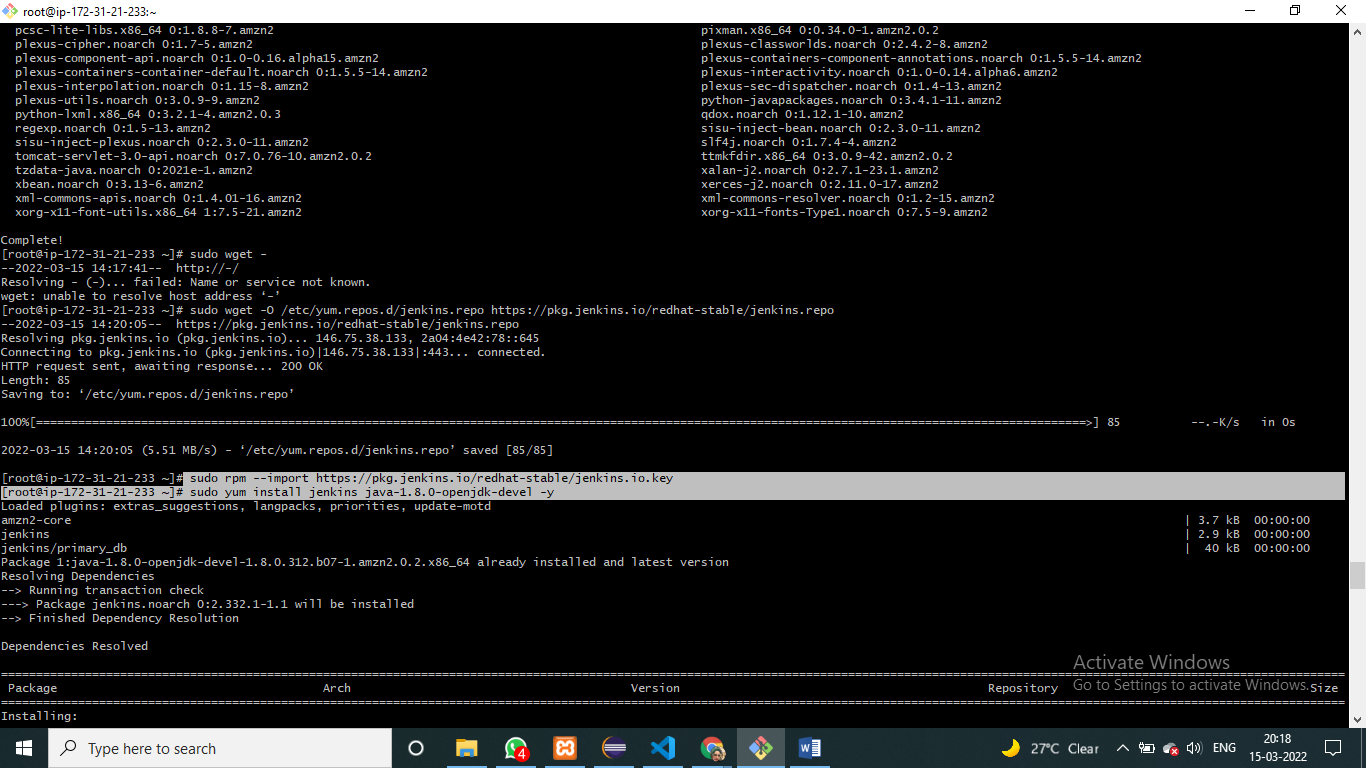 root@ip-172-31-21-233:~
pcsc-lite-libs.x86_64 0:1.8.8-7.amzn2 pixman.x86_64 0:0.34.0-1.amzn2.0.2
plexus-cipher.noarch 0:1.7-5.amzn2 plexus-classworlds.noarch 0:2.4.2-8.amzn2
plexus-component-api.noarch 0:1.0-0.16.alpha15.amzn2 plexus-containers-component-annotations.noarch 0:1.5.5-14.amzn2
plexus-containers-container-default.noarch 0:1.5.5-14.amzn2 plexus-interactivity.noarch 0:1.0-0.14.alpha6.amzn2
plexus-interpolation.noarch 0:1.15-8.amzn2 plexus-sec-dispatcher.noarch 0:1.4-13.amzn2
plexus-utils.noarch 0:3.0.9-9.amzn2 python-javapackages.noarch 0:3.4.1-11.amzn2
python-lxml.x86_64 0:3.2.1-4.amzn2.0.3 qdox.noarch 0:1.12.1-10.amzn2
regexp.noarch 0:1.5-13.amzn2 sisu-inject-bean.noarch 0:2.3.0-11.amzn2
sisu-inject-plexus.noarch 0:2.3.0-11.amzn2 slf4j.noarch 0:1.7.4-4.amzn2
tomcat-servlet-3.0-api.noarch 0:7.0.76-10.amzn2.0.2 ttmkfdir.x86_64 0:3.0.9-42.amzn2.0.2
tzdata-java.noarch 0:2021e-1.amzn2 xalan-j2.noarch 0:2.7.1-23.1.amzn2
xbean.noarch 0:3.13-6.amzn2 xerces-j2.noarch 0:2.11.0-17.amzn2
xml-commons-apis.noarch 0:1.4.01-16.amzn2 xml-commons-resolver.noarch 0:1.2-15.amzn2
xorg-x11-font-utils.x86_64 1:7.5-21.amzn2 xorg-x11-fonts-Type1.noarch 0:7.5-9.amzn2
Complete!
[root@ip-172-31-21-233 ~]# sudo wget -
--2022-03-15 14:17:41-- http://-/
Resolving - (-)... failed: Name or service not known.
wget: unable to resolve host address ‘-’
[root@ip-172-31-21-233 ~]# sudo wget -O /etc/yum.repos.d/jenkins.repo https://pkg.jenkins.io/redhat-stable/jenkins.repo
--2022-03-15 14:20:05-- https://pkg.jenkins.io/redhat-stable/jenkins.repo
Resolving pkg.jenkins.io (pkg.jenkins.io)... 146.75.38.133, 2a04:4e42:78::645
Connecting to pkg.jenkins.io (pkg.jenkins.io)|146.75.38.133|:443... connected.
HTTP request sent, awaiting response... 200 OK
Length: 85
Saving to: ‘/etc/yum.repos.d/jenkins.repo’
100%[======================================================>] 85 --.-K/s in 0s
2022-03-15 14:20:05 (5.51 MB/s) - ‘/etc/yum.repos.d/jenkins.repo’ saved [85/85]
[root@ip-172-31-21-233 ~]# sudo rpm --import https://pkg.jenkins.io/redhat-stable/jenkins.io.key
[root@ip-172-31-21-233 ~]# sudo yum install jenkins java-1.8.0-openjdk-devel -y
Loaded plugins: extras_suggestions, langpacks, priorities, update-motd
amzn2-core | 3.7 kB 00:00:00
jenkins | 2.9 kB 00:00:00
jenkins/primary_db | 40 kB 00:00:00
Package 1:java-1.8.0-openjdk-devel-1.8.0.312.b07-1.amzn2.0.2.x86_64 already installed and latest version
Resolving Dependencies
--> Running transaction check
---> Package jenkins.noarch 0:2.332.1-1.1 will be installed
--> Finished Dependency Resolution
Dependencies Resolved
Package Arch Version Repository Size
Installing:
Activate Windows
Go to Settings to activate Windows.
Type here to search
4
27°C Clear
ENG
20:18
15-03-2022